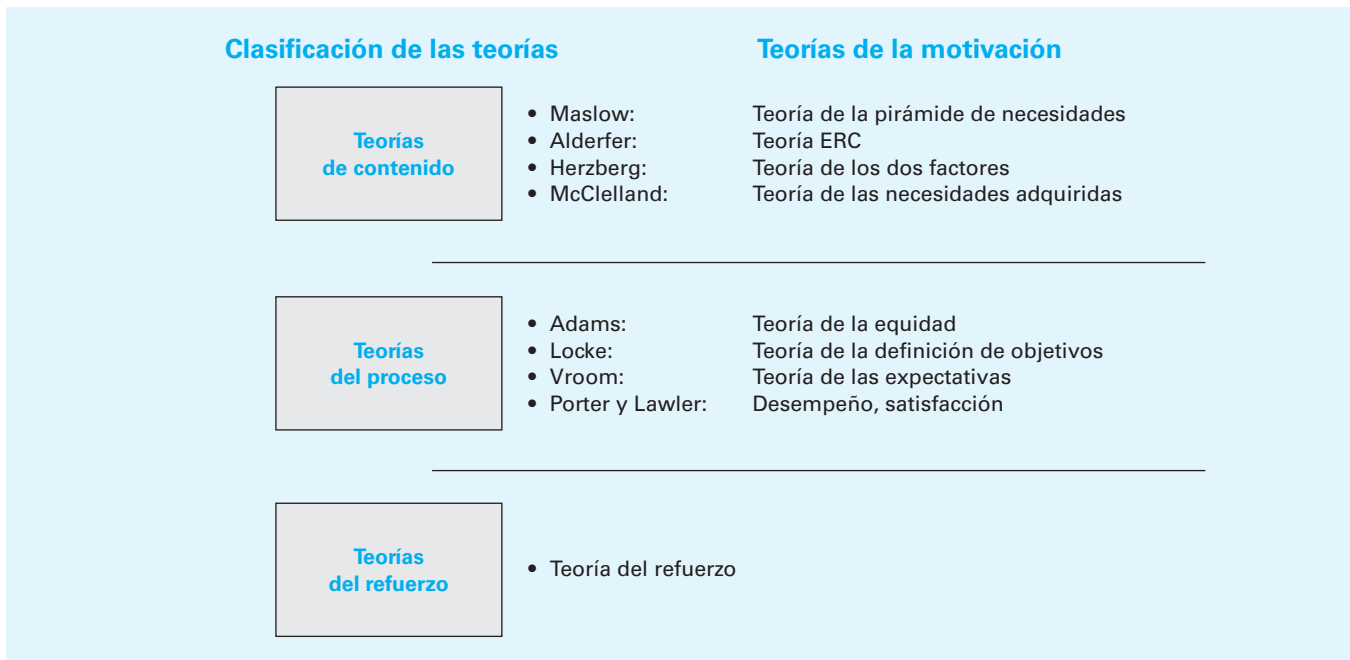 Clasificación de las teorías Teorías de la motivación
Teorías
de contenido
• Maslow: Teoría de la pirámide de necesidades
• Alderfer: Teoría ERC
• Herzberg: Teoría de los dos factores
• McClelland: Teoría de las necesidades adquiridas
Teorías
del proceso
• Adams: Teoría de la equidad
• Locke: Teoría de la definición de objetivos
• Vroom: Teoría de las expectativas
• Porter y Lawler: Desempeño, satisfacción
Teorías
del refuerzo
• Teoría del refuerzo